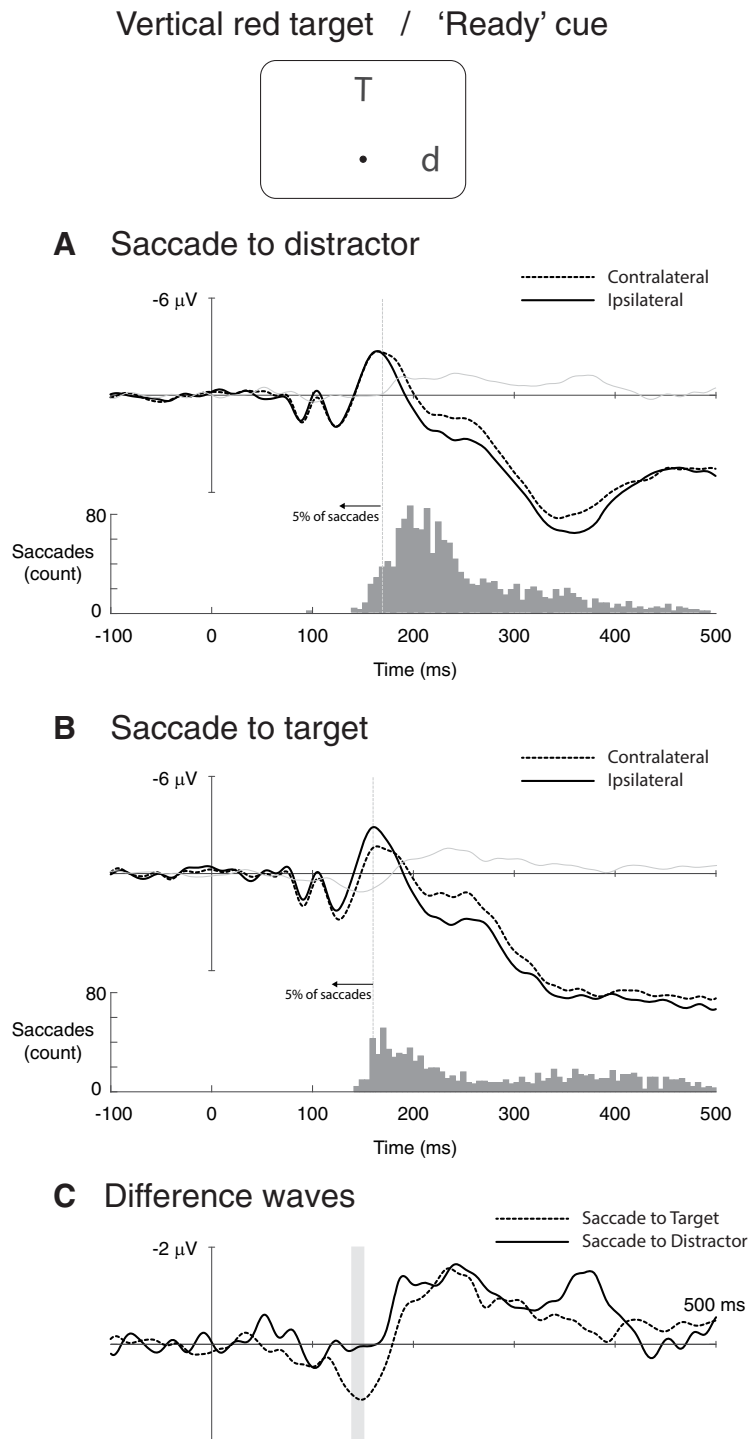 Vertical red target / 'Ready' cue
T
d
A Saccade to distractor
Contralateral
Ipsilateral
-6 μV
5% of saccades
80
Saccades
(count)
0
-100 0 100 200 300 400 500
Time (ms)
B Saccade to target
Contralateral
Ipsilateral
-6 μV
5% of saccades
80
Saccades
(count)
0
-100 0 100 200 300 400 500
Time (ms)
C Difference waves
Saccade to Target
Saccade to Distractor
-2 μV
500 ms